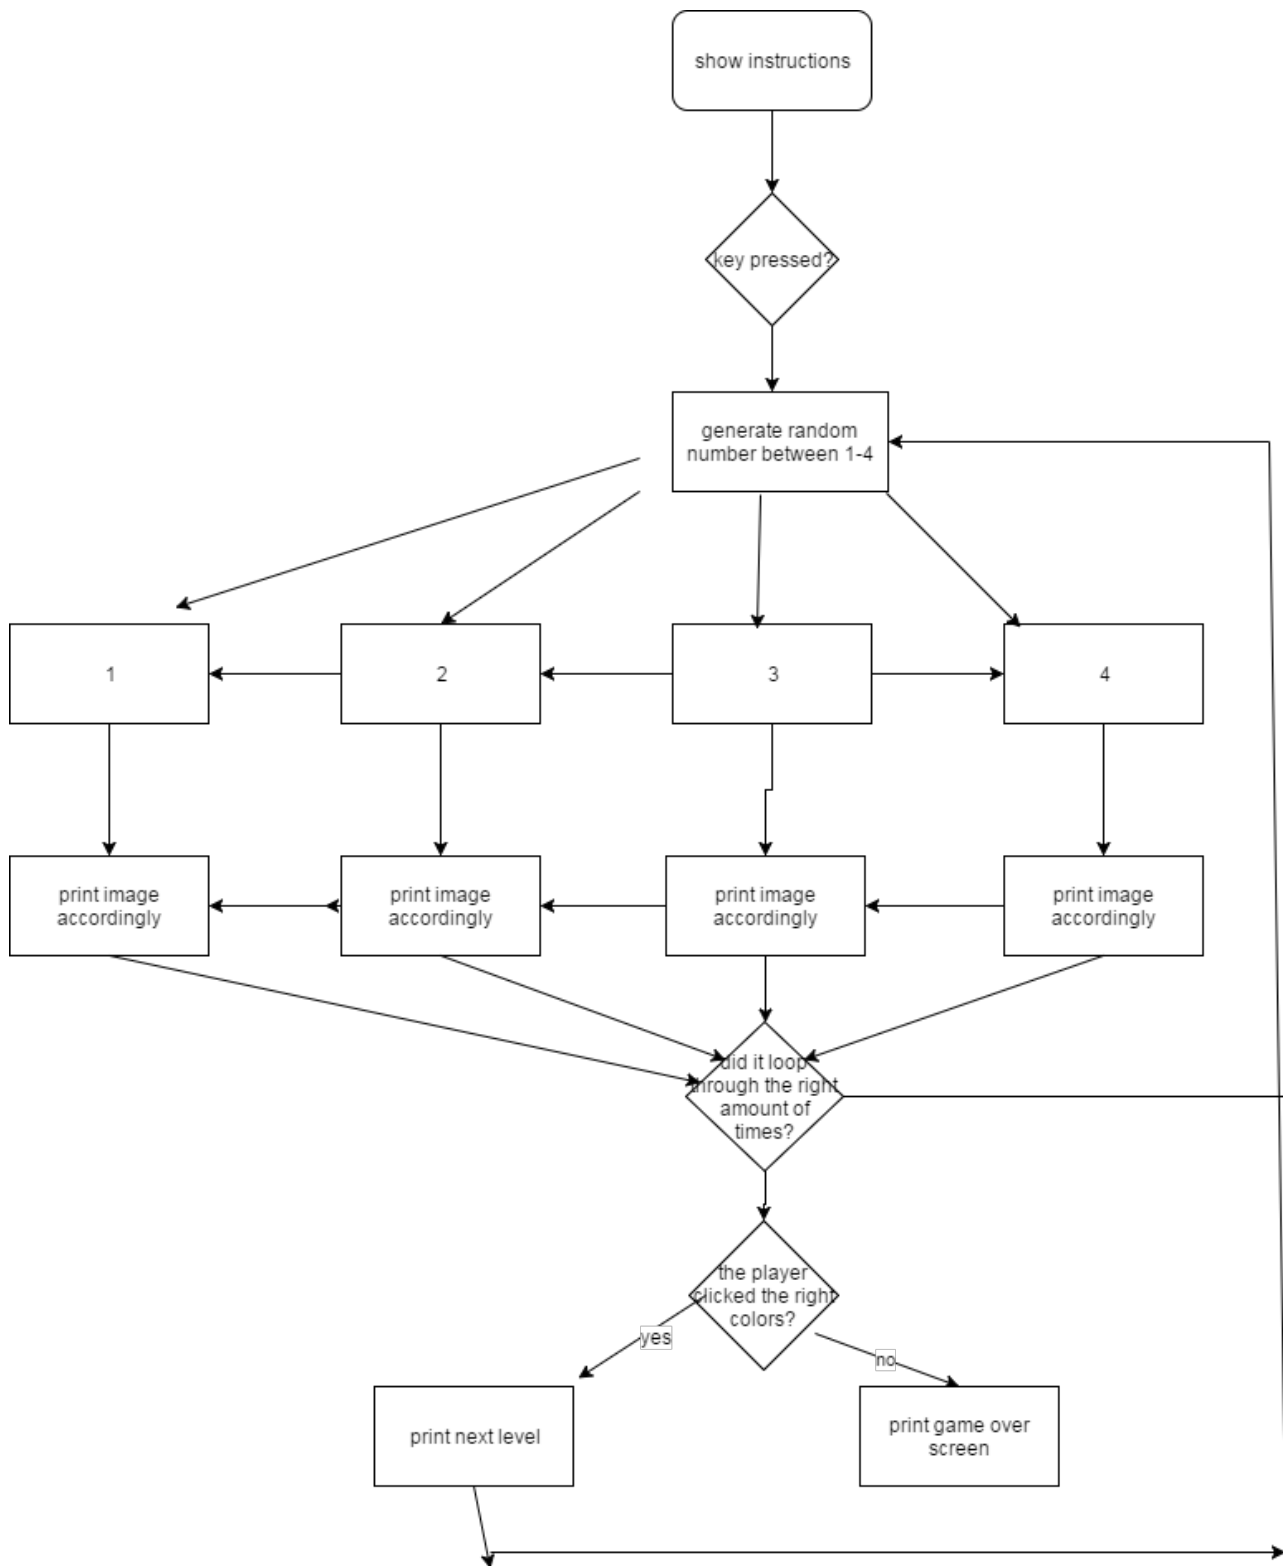 show instructions
key pressed?
generate random
number between 1-4
1
2
3
4
print image
accordingly
print image
accordingly
print image
accordingly
print image
accordingly
did it loop
through the right
amount of
times?
the player
clicked the right
colors?
yes
no
print next level
print game over
screen